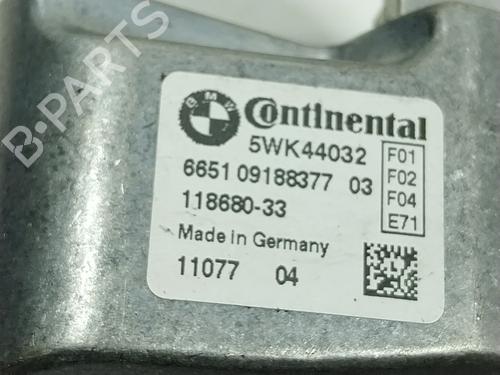 B-PARTS
BMW Continental
5WK44032
6651 09188377 03
118680-33
Made in Germany
11077 04
F01
F02
F04
E71